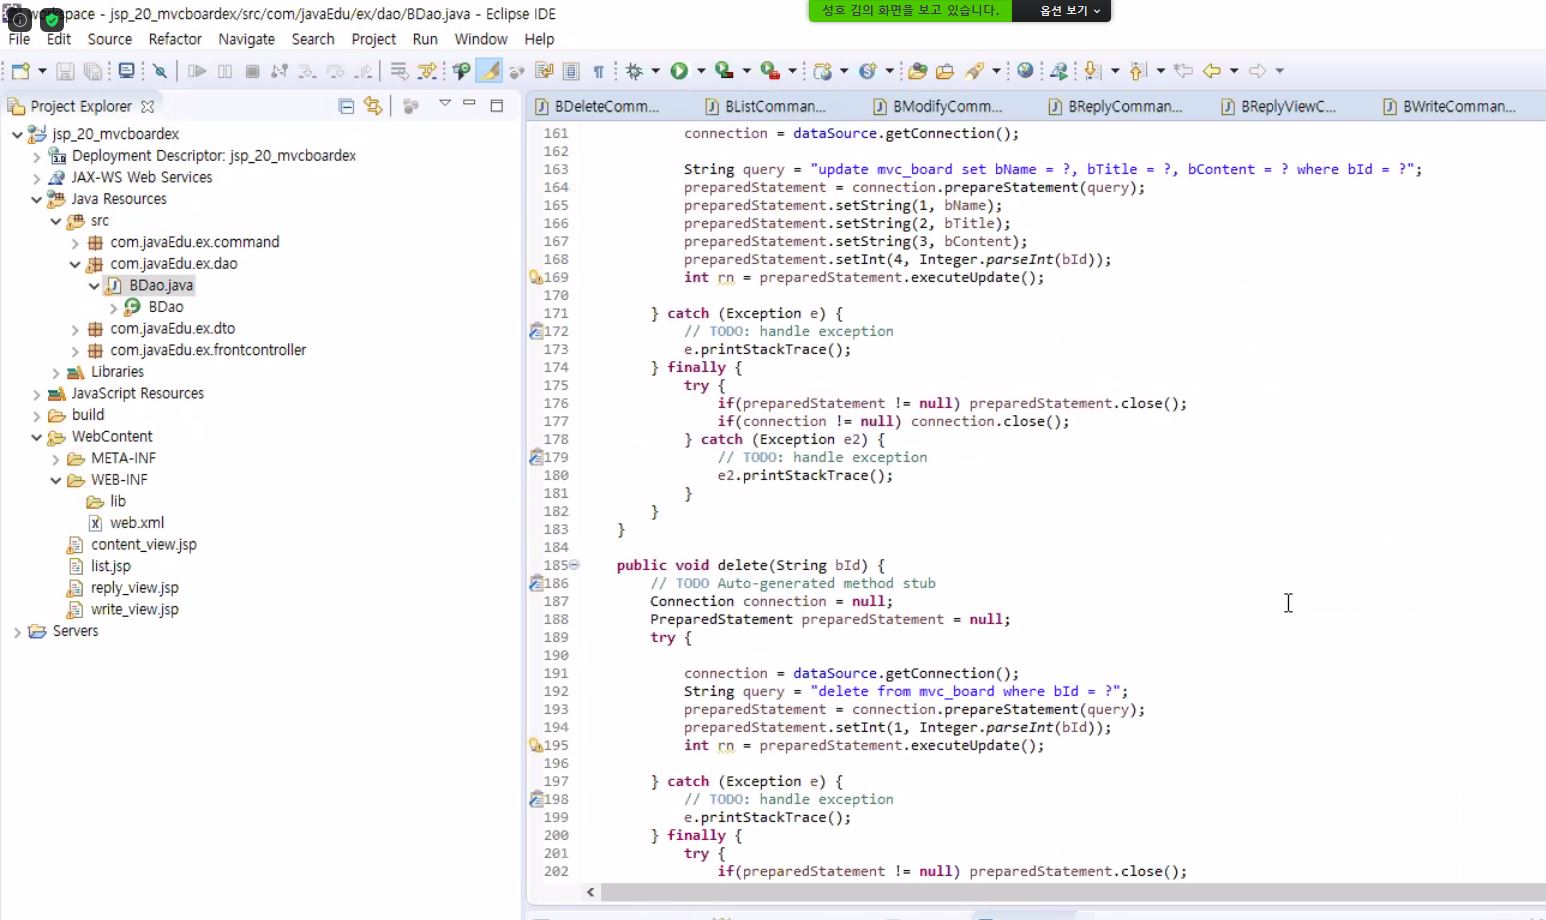 workspace - jsp_20_mvcboardex/src/com/javaEdu/ex/dao/BDao.java - Eclipse IDE
성호 김의 화면을 보고 있습니다. 옵션 보기
File Edit Source Refactor Navigate Search Project Run Window Help
Project Explorer
BDeleteComm... BListComman... BModifyComm... BReplyComman... BReplyViewC... BWriteComman...
jsp_20_mvcboardex
Deployment Descriptor: jsp_20_mvcboardex
JAX-WS Web Services
Java Resources
src
com.javaEdu.ex.command
com.javaEdu.ex.dao
BDao.java
BDao
com.javaEdu.ex.dto
com.javaEdu.ex.frontcontroller
Libraries
JavaScript Resources
build
WebContent
META-INF
WEB-INF
lib
web.xml
content_view.jsp
list.jsp
reply_view.jsp
write_view.jsp
Servers
161 connection = dataSource.getConnection();
162
163 String query = "update mvc_board set bName = ?, bTitle = ?, bContent = ? where bId = ?";
164 preparedStatement = connection.prepareStatement(query);
165 preparedStatement.setString(1, bName);
166 preparedStatement.setString(2, bTitle);
167 preparedStatement.setString(3, bContent);
168 preparedStatement.setInt(4, Integer.parseInt(bId));
169 int rn = preparedStatement.executeUpdate();
170
171 } catch (Exception e) {
172 // TODO: handle exception
173 e.printStackTrace();
174 } finally {
175 try {
176 if(preparedStatement != null) preparedStatement.close();
177 if(connection != null) connection.close();
178 } catch (Exception e2) {
179 // TODO: handle exception
180 e2.printStackTrace();
181 }
182 }
183 }
184
185 public void delete(String bId) {
186 // TODO Auto-generated method stub
187 Connection connection = null;
188 PreparedStatement preparedStatement = null;
189 try {
190
191 connection = dataSource.getConnection();
192 String query = "delete from mvc_board where bId = ?";
193 preparedStatement = connection.prepareStatement(query);
194 preparedStatement.setInt(1, Integer.parseInt(bId));
195 int rn = preparedStatement.executeUpdate();
196
197 } catch (Exception e) {
198 // TODO: handle exception
199 e.printStackTrace();
200 } finally {
201 try {
202 if(preparedStatement != null) preparedStatement.close();